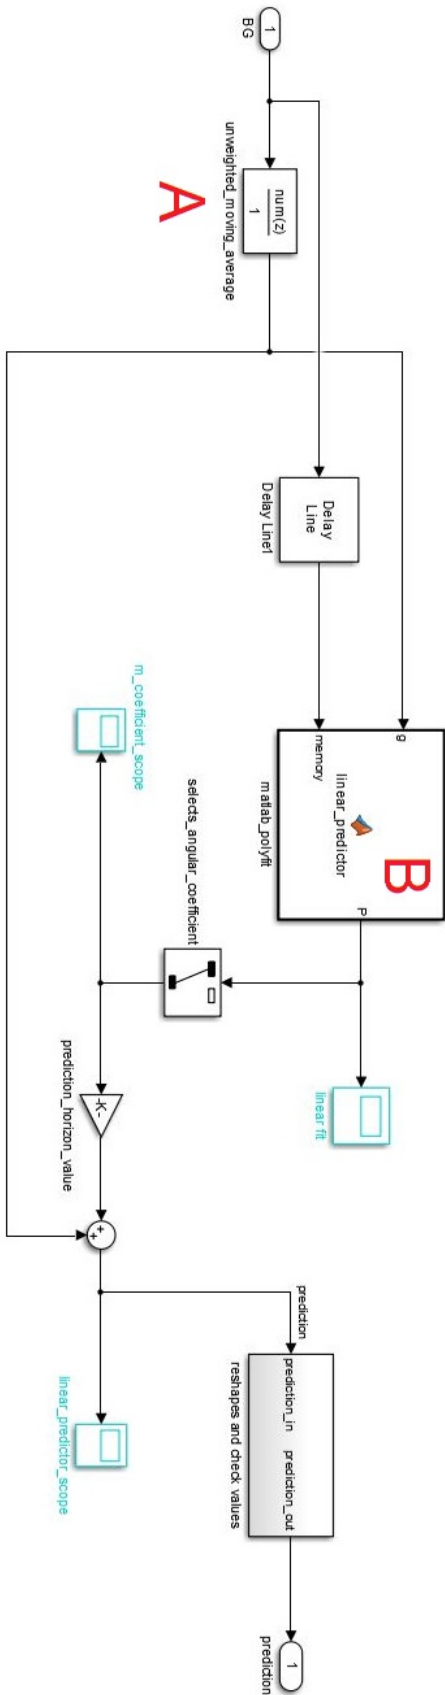 1
BG
num(z)
1
unweighted_moving_average
A
Delay
Line
Delay Line1
g
memory
linear_predictor
B
P
matlab_polyfit
linear fit
selects_angular_coefficient
m_coefficient_scope
-K-
prediction_horizon_value
+
+
linear_predictor_scope
prediction
prediction_in
prediction_out
reshapes and check values
1
prediction